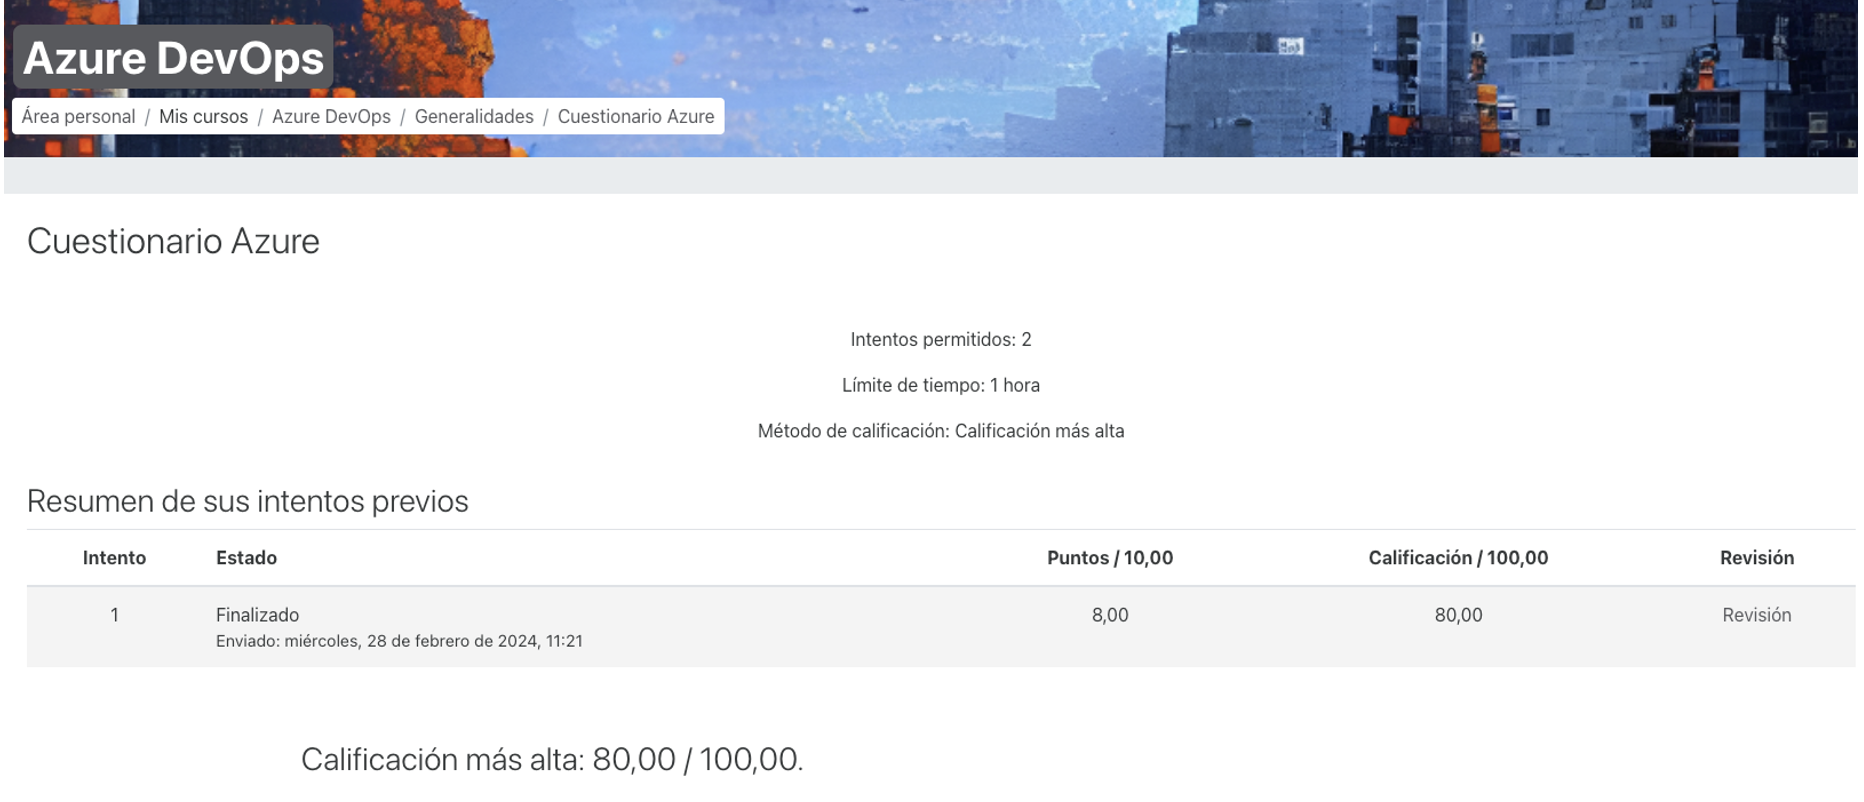 Azure DevOps
Área personal / Mis cursos / Azure DevOps / Generalidades / Cuestionario Azure
Cuestionario Azure
Intentos permitidos: 2
Límite de tiempo: 1 hora
Método de calificación: Calificación más alta
Resumen de sus intentos previos
Intento Estado Puntos / 10,00 Calificación / 100,00 Revisión
1 Finalizado 8,00 80,00 Revisión
Enviado: miércoles, 28 de febrero de 2024, 11:21
Calificación más alta: 80,00 / 100,00.